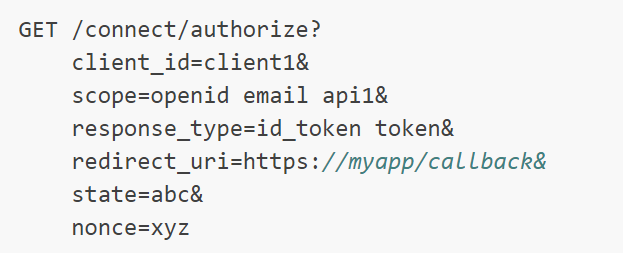 GET /connect/authorize?
client_id=client1&
scope=openid email api1&
response_type=id_token token&
redirect_uri=https://myapp/callback&
state=abc&
nonce=xyz